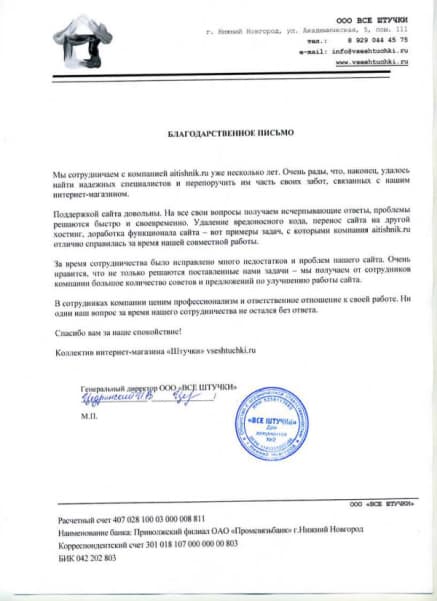 ООО ВСЕ ШТУЧКИ
г. Нижний Новгород, ул. Академическая, 5, пом. 111
тел.: 8 929 044 45 75
e-mail: info@vseshtuchki.ru
www.vseshtuchki.ru
БЛАГОДАРСТВЕННОЕ ПИСЬМО
Мы сотрудничаем с компанией aitishnik.ru уже несколько лет. Очень рады, что, наконец, удалось
найти надежных специалистов и перепоручить им часть своих забот, связанных с нашим
интернет-магазином.
Поддержкой сайта довольны. На все свои вопросы получаем исчерпывающие ответы, проблемы
решаются быстро и своевременно. Удаление вредоносного кода, перенос сайта на другой
хостинг, доработка функционала сайта – вот примеры задач, с которыми компания aitishnik.ru
отлично справилась за время нашей совместной работы.
За время сотрудничества было исправлено много недостатков и проблем нашего сайта. Очень
нравится, что не только решаются поставленные нами задачи – мы получаем от сотрудников
компании большое количество советов и предложений по улучшению работы сайта.
В сотрудниках компании ценим профессионализм и ответственное отношение к своей работе. Ни
один наш вопрос за время нашего сотрудничества не остался без ответа.
Спасибо вам за наше спокойствие!
Коллектив интернет-магазина «Штучки» vseshtuchki.ru
Генеральный директор ООО «ВСЕ ШТУЧКИ»
М.П.
«ВСЕ ШТУЧКИ»
Для
документов
№2
ООО «ВСЕ ШТУЧКИ»
Расчетный счет 407 028 100 03 000 008 811
Наименование банка: Приволжский филиал ОАО «Промсвязьбанк» г.Нижний Новгород
Корреспондентский счет 301 018 107 000 000 00 803
БИК 042 202 803